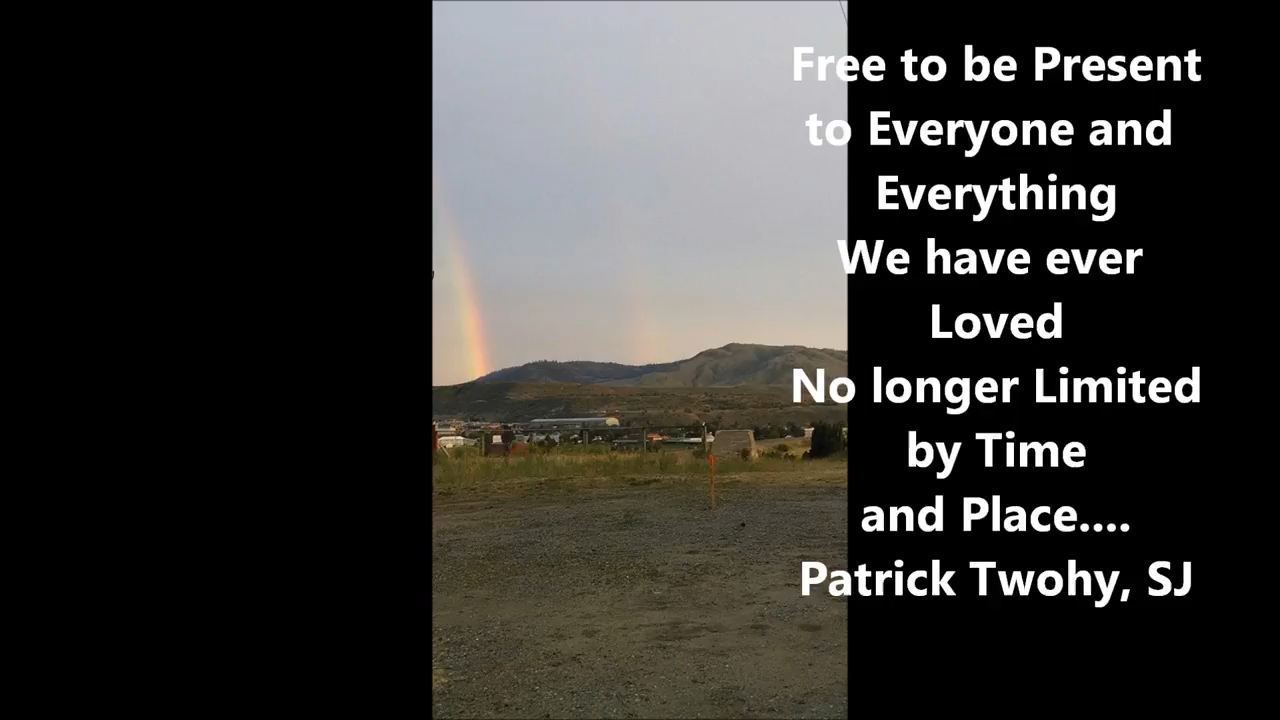 Free to be Present
to Everyone and
Everything
We have ever
Loved
No longer Limited
by Time
and Place....
Patrick Twohy, SJ